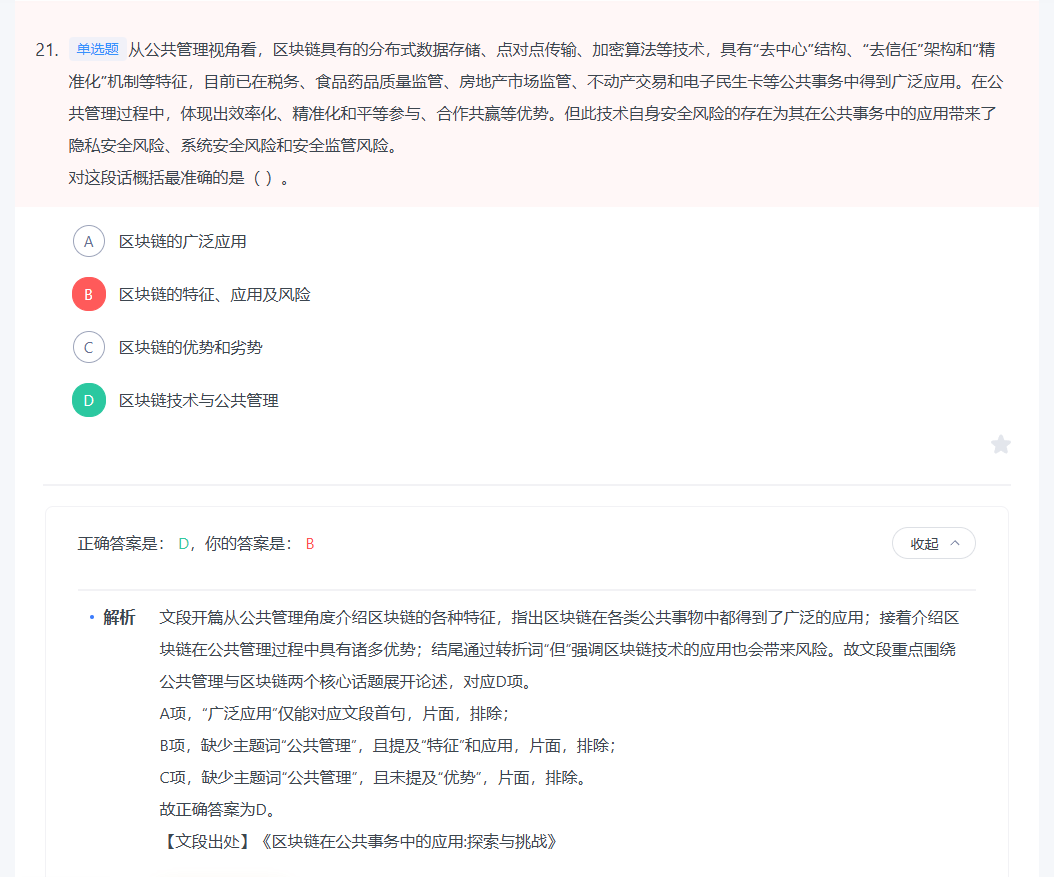 21. 单选题 从公共管理视角看，区块链具有的分布式数据存储、点对点传输、加密算法等技术，具有“去中心”结构、“去信任”架构和“精
准化”机制等特征，目前已在税务、食品药品质量监管、房地产市场监管、不动产交易和电子民生卡等公共事务中得到广泛应用。在公
共管理过程中，体现出效率化、精准化和平等参与、合作共赢等优势。但此技术自身安全风险的存在为其在公共事务中的应用带来了
隐私安全风险、系统安全风险和安全监管风险。
对这段话概括最准确的是（ ）。
A 区块链的广泛应用
B 区块链的特征、应用及风险
C 区块链的优势和劣势
D 区块链技术与公共管理
正确答案是： D，你的答案是： B
收起
• 解析 文段开篇从公共管理角度介绍区块链的各种特征，指出区块链在各类公共事物中都得到了广泛的应用；接着介绍区
块链在公共管理过程中具有诸多优势；结尾通过转折词“但”强调区块链技术的应用也会带来风险。故文段重点围绕
公共管理与区块链两个核心话题展开论述，对应D项。
A项，“广泛应用”仅能对应文段首句，片面，排除；
B项，缺少主题词“公共管理”，且提及“特征”和应用，片面，排除；
C项，缺少主题词“公共管理”，且未提及“优势”，片面，排除。
故正确答案为D。
【文段出处】《区块链在公共事务中的应用:探索与挑战》